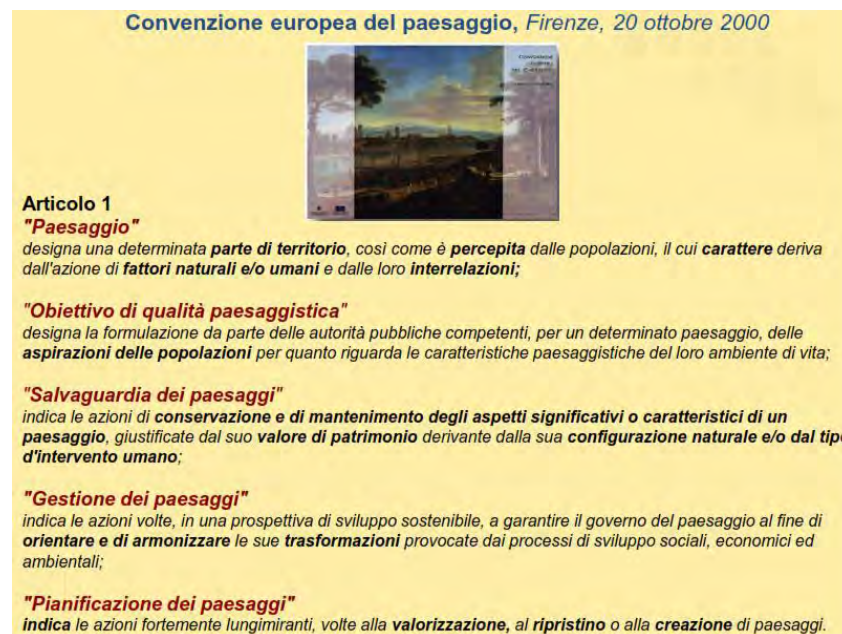 Convenzione europea del paesaggio, Firenze, 20 ottobre 2000
Articolo 1
"Paesaggio"
designa una determinata parte di territorio, così come è percepita dalle popolazioni, il cui carattere deriva
dall'azione di fattori naturali e/o umani e dalle loro interrelazioni;
"Obiettivo di qualità paesaggistica"
designa la formulazione da parte delle autorità pubbliche competenti, per un determinato paesaggio, delle
aspirazioni delle popolazioni per quanto riguarda le caratteristiche paesaggistiche del loro ambiente di vita;
"Salvaguardia dei paesaggi"
indica le azioni di conservazione e di mantenimento degli aspetti significativi o caratteristici di un
paesaggio, giustificate dal suo valore di patrimonio derivante dalla sua configurazione naturale e/o dal tipo
d'intervento umano;
"Gestione dei paesaggi"
indica le azioni volte, in una prospettiva di sviluppo sostenibile, a garantire il governo del paesaggio al fine di
orientare e di armonizzare le sue trasformazioni provocate dai processi di sviluppo sociali, economici ed
ambientali;
"Pianificazione dei paesaggi"
indica le azioni fortemente lungimiranti, volte alla valorizzazione, al ripristino o alla creazione di paesaggi.